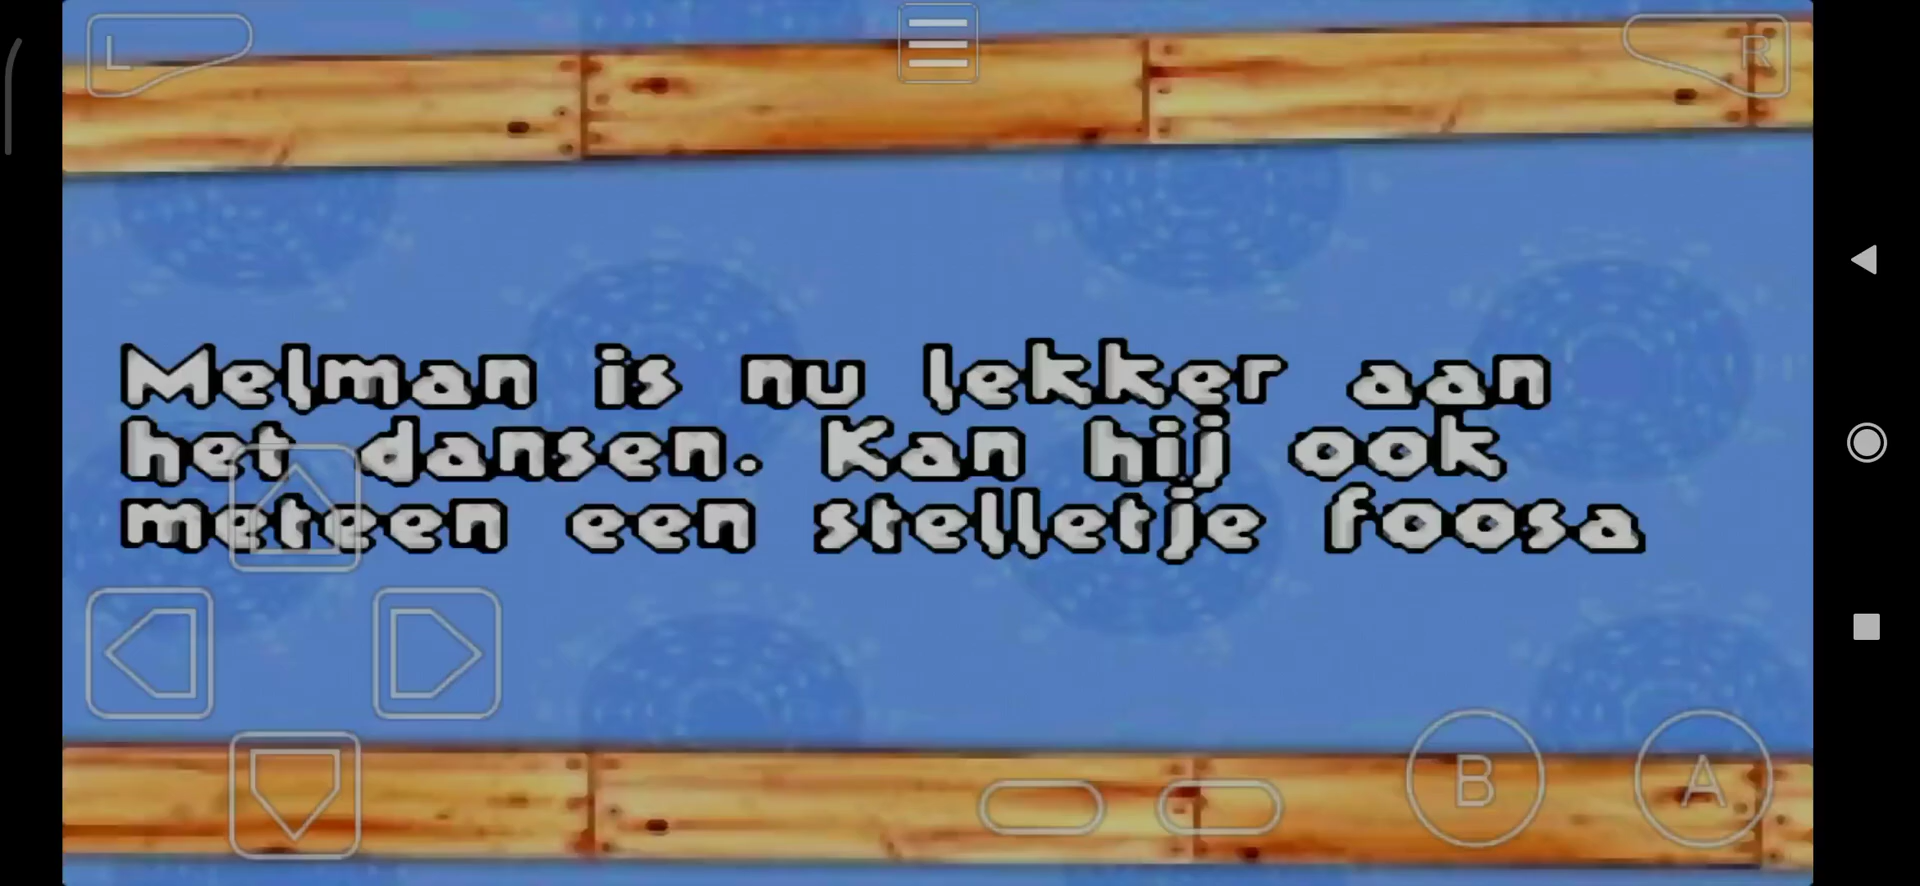 L
R
Melman is nu lekker aan
het dansen. Kan hij ook
meteen een stelletje foosa
B
A